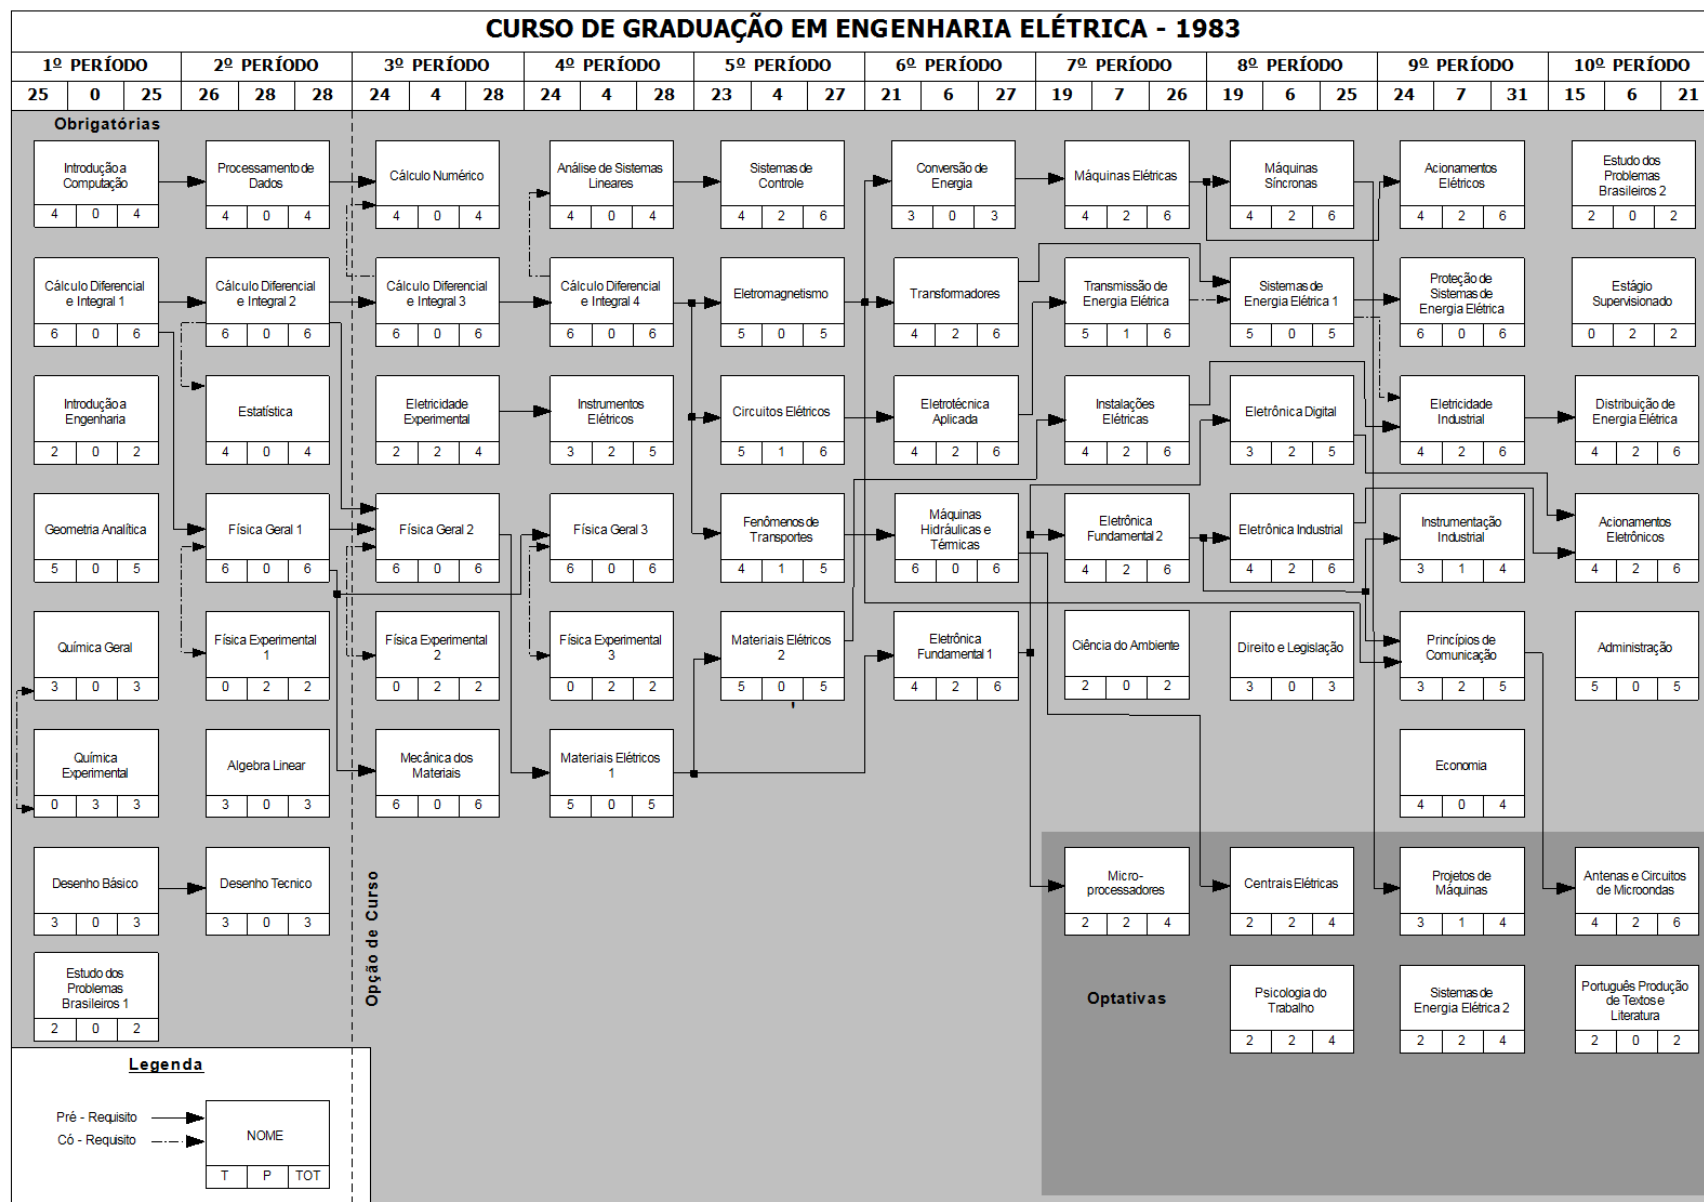 CURSO DE GRADUAÇÃO EM ENGENHARIA ELÉTRICA - 1983
1º PERÍODO
2º PERÍODO
3º PERÍODO
4º PERÍODO
5º PERÍODO
6º PERÍODO
7º PERÍODO
8º PERÍODO
9º PERÍODO
10º PERÍODO
25 0 25
26 28 28
24 4 28
24 4 28
23 4 27
21 6 27
19 7 26
19 6 25
24 7 31
15 6 21
Obrigatórias
Introdução a
Computação
4 0 4
Processamento de
Dados
4 0 4
Cálculo Numérico
4 0 4
Análise de Sistemas
Lineares
4 0 4
Sistemas de
Controle
4 2 6
Conversão de
Energia
3 0 3
Máquinas Elétricas
4 2 6
Máquinas
Síncronas
4 2 6
Acionamentos
Elétricos
4 2 6
Estudo dos
Problemas
Brasileiros 2
2 0 2
Cálculo Diferencial
e Integral 1
6 0 6
Cálculo Diferencial
e Integral 2
6 0 6
Cálculo Diferencial
e Integral 3
6 0 6
Cálculo Diferencial
e Integral 4
6 0 6
Eletromagnetismo
5 0 5
Transformadores
4 2 6
Transmissão de
Energia Elétrica
5 1 6
Sistemas de
Energia Elétrica 1
5 0 5
Proteção de
Sistemas de
Energia Elétrica
6 0 6
Estágio
Supervisionado
0 2 2
Introdução a
Engenharia
2 0 2
Estatística
4 0 4
Eletricidade
Experimental
2 2 4
Instrumentos
Elétricos
3 2 5
Circuitos Elétricos
5 1 6
Eletrotécnica
Aplicada
4 2 6
Instalações
Elétricas
4 2 6
Eletrônica Digital
3 2 5
Eletricidade
Industrial
4 2 6
Distribuição de
Energia Elétrica
4 2 6
Geometria Analítica
5 0 5
Física Geral 1
6 0 6
Física Geral 2
6 0 6
Física Geral 3
6 0 6
Fenômenos de
Transportes
4 1 5
Máquinas
Hidráulicas e
Térmicas
6 0 6
Eletrônica
Fundamental 2
4 2 6
Eletrônica Industrial
4 2 6
Instrumentação
Industrial
3 1 4
Acionamentos
Eletrônicos
4 2 6
Química Geral
3 0 3
Física Experimental
1
0 2 2
Física Experimental
2
0 2 2
Física Experimental
3
0 2 2
Materiais Elétricos
2
5 0 5
Eletrônica
Fundamental 1
4 2 6
Ciência do Ambiente
2 0 2
Direito e Legislação
3 0 3
Princípios de
Comunicação
3 2 5
Administração
5 0 5
Química
Experimental
0 3 3
Algebra Linear
3 0 3
Mecânica dos
Materiais
6 0 6
Materiais Elétricos
1
5 0 5
Economia
4 0 4
Desenho Básico
3 0 3
Desenho Tecnico
3 0 3
Opção de Curso
Micro-
processadores
2 2 4
Centrais Elétricas
2 2 4
Projetos de
Máquinas
3 1 4
Antenas e Circuitos
de Microondas
4 2 6
Estudo dos
Problemas
Brasileiros 1
2 0 2
Optativas
Psicologia do
Trabalho
2 2 4
Sistemas de
Energia Elétrica 2
2 2 4
Português Produção
de Textos e
Literatura
2 0 2
Legenda
Pré - Requisito
Có - Requisito
NOME
T P TOT